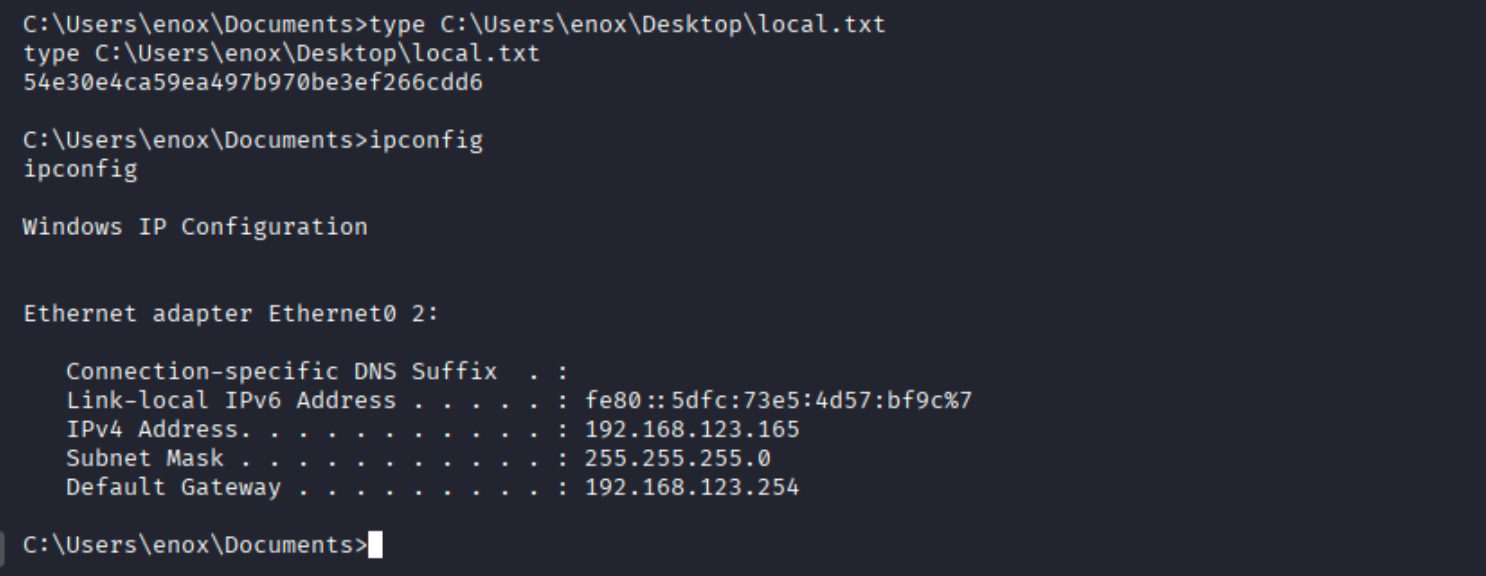 C:\Users\enox\Documents>type C:\Users\enox\Desktop\local.txt
type C:\Users\enox\Desktop\local.txt
54e30e4ca59ea497b970be3ef266cdd6
C:\Users\enox\Documents>ipconfig
ipconfig
Windows IP Configuration
Ethernet adapter Ethernet0 2:
   Connection-specific DNS Suffix  . :
   Link-local IPv6 Address . . . . . : fe80::5dfc:73e5:4d57:bf9c%7
   IPv4 Address. . . . . . . . . . . : 192.168.123.165
   Subnet Mask . . . . . . . . . . . : 255.255.255.0
   Default Gateway . . . . . . . . . : 192.168.123.254
C:\Users\enox\Documents>